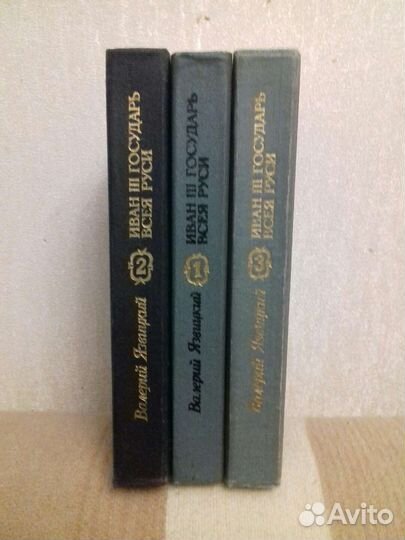 Валерий Язвицкий
2
ИВАН III ГОСУДАРЬ
ВСЕЯ РУСИ
Валерий Язвицкий
1
ИВАН III ГОСУДАРЬ
ВСЕЯ РУСИ
Валерий Язвицкий
3
ИВАН III ГОСУДАРЬ
ВСЕЯ РУСИ
Avito